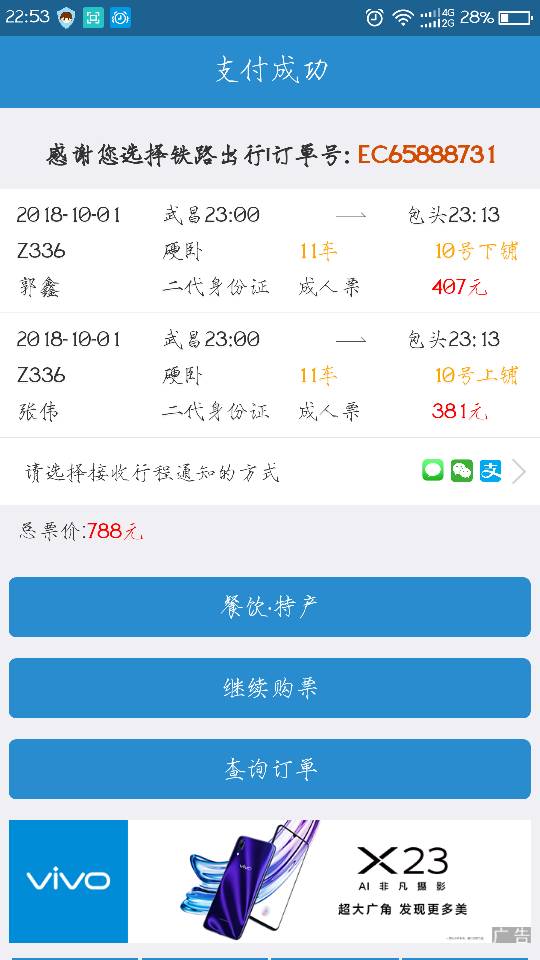 22:53
4G
2G
28%
支付成功
感谢您选择铁路出行!订单号: EC65888731
2018-10-01 武昌23:00 包头23:13
Z336 硬卧 11车 10号下铺
郭鑫 二代身份证 成人票 407元
2018-10-01 武昌23:00 包头23:13
Z336 硬卧 11车 10号上铺
张伟 二代身份证 成人票 381元
请选择接收行程通知的方式
支
总票价:788元
餐饮·特产
继续购票
查询订单
vivo
X23
AI 非凡摄影
超大广角 发现更多美
广告